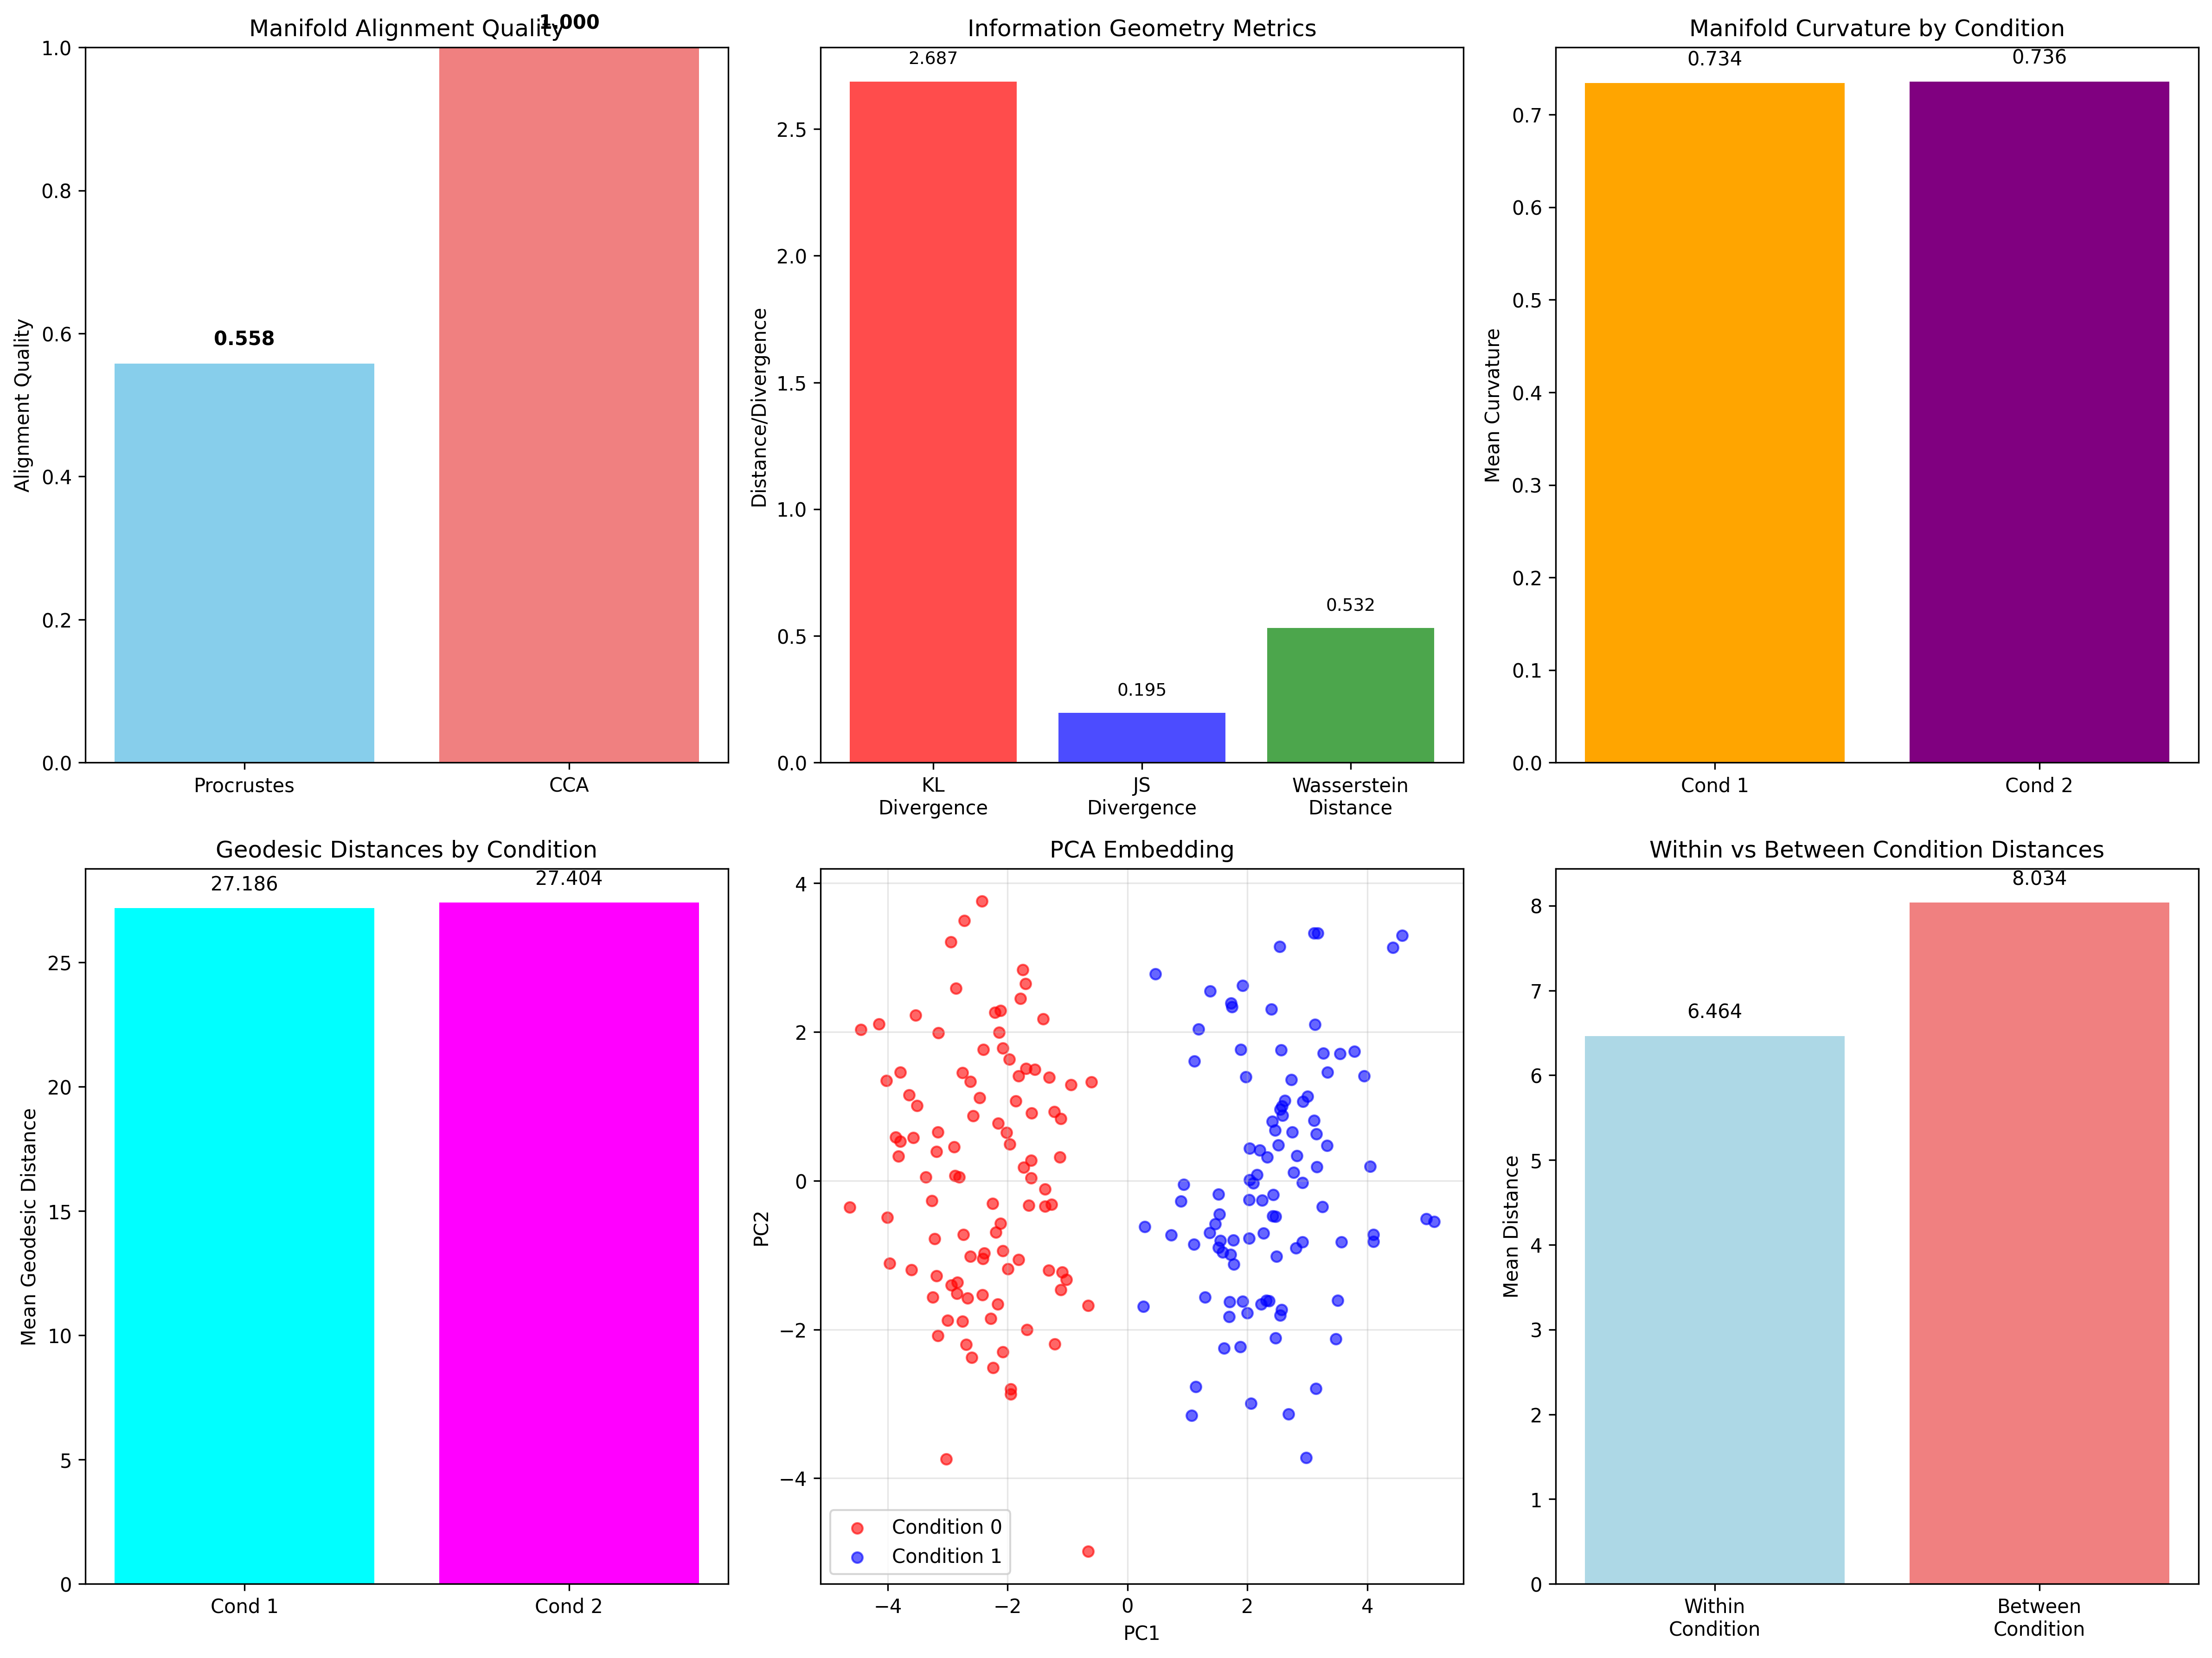 Manifold Alignment Quality
1.000
Alignment Quality
1.0
0.8
0.6
0.4
0.2
0.0
0.558
Procrustes
CCA
Information Geometry Metrics
2.687
Distance/Divergence
2.5
2.0
1.5
1.0
0.5
0.0
0.195
0.532
KL
Divergence
JS
Divergence
Wasserstein
Distance
Manifold Curvature by Condition
0.734
0.736
Mean Curvature
0.7
0.6
0.5
0.4
0.3
0.2
0.1
0.0
Cond 1
Cond 2
Geodesic Distances by Condition
27.186
27.404
Mean Geodesic Distance
25
20
15
10
5
0
Cond 1
Cond 2
PCA Embedding
PC2
4
2
0
−2
−4
Condition 0
Condition 1
−4
−2
0
2
4
PC1
Within vs Between Condition Distances
8.034
6.464
Mean Distance
8
7
6
5
4
3
2
1
0
Within
Condition
Between
Condition